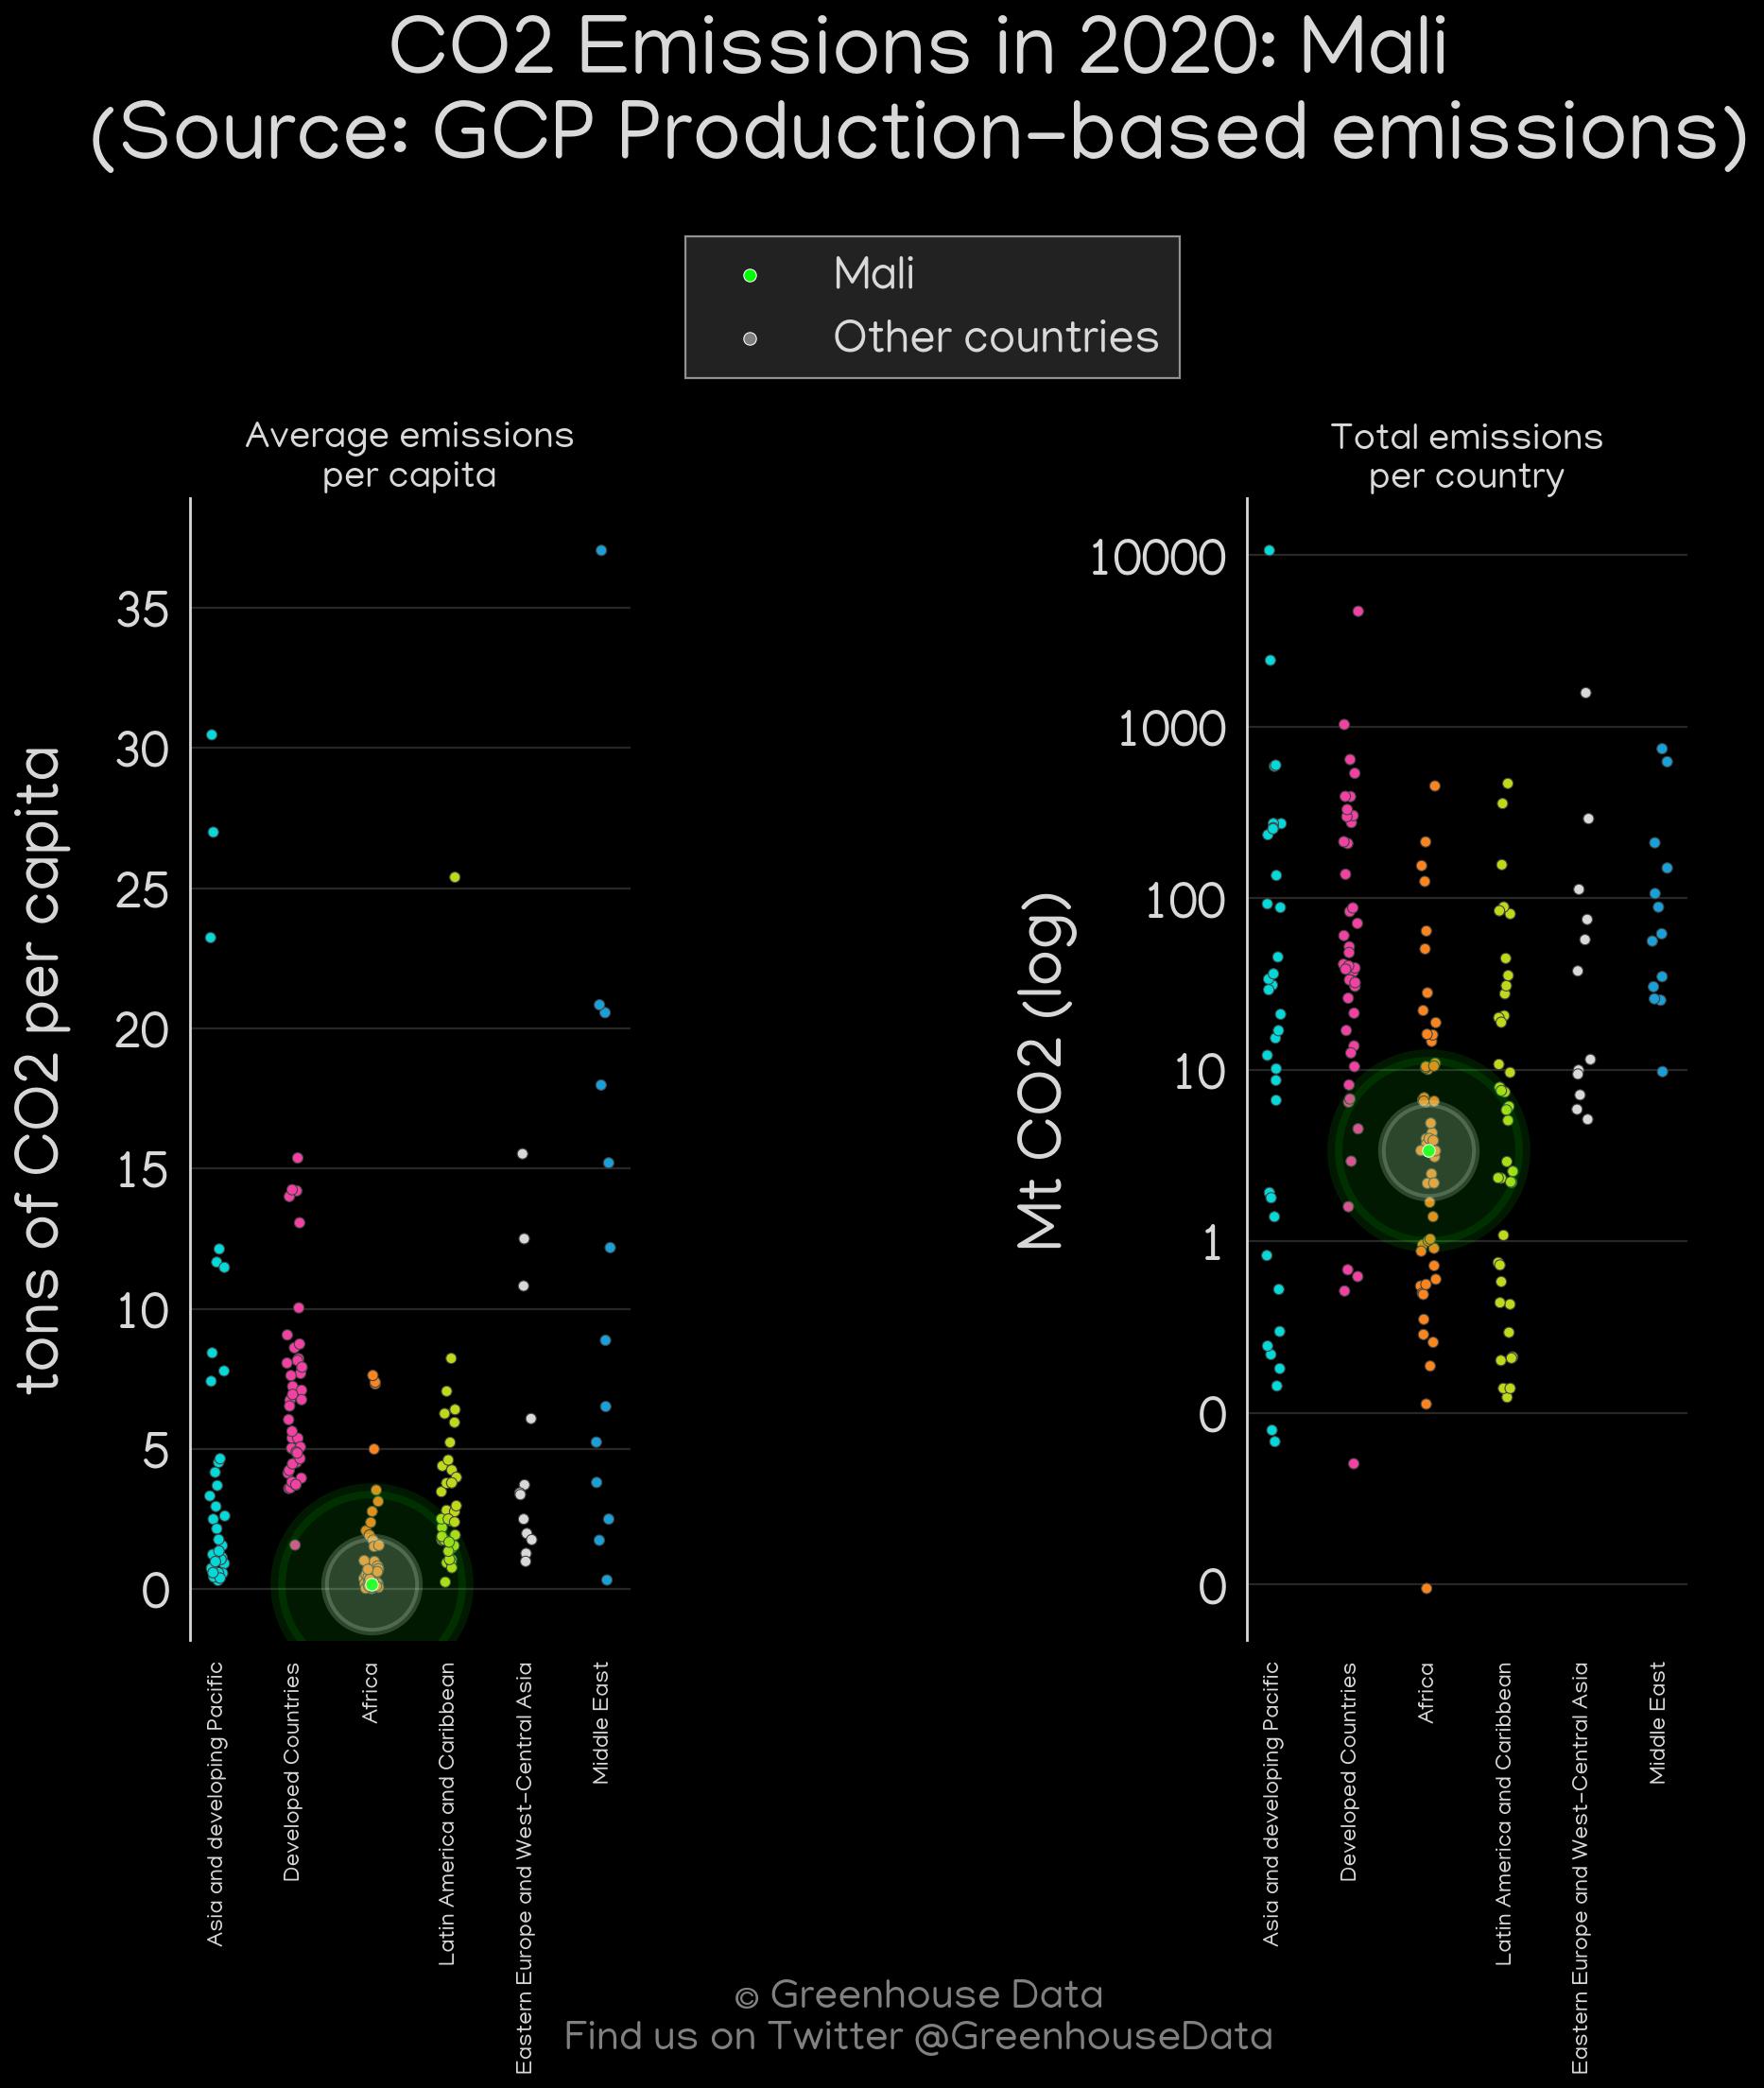 CO2 Emissions in 2020: Mali
(Source: GCP Production-based emissions)
Mali
Other countries
Average emissions
per capita
tons of CO2 per capita
35
30
25
20
15
10
5
0
Asia and developing Pacific
Developed Countries
Africa
Latin America and Caribbean
Eastern Europe and West-Central Asia
Middle East
Total emissions
per country
Mt CO2 (log)
10000
1000
100
10
1
0
0
Asia and developing Pacific
Developed Countries
Africa
Latin America and Caribbean
Eastern Europe and West-Central Asia
Middle East
© Greenhouse Data
Find us on Twitter @GreenhouseData